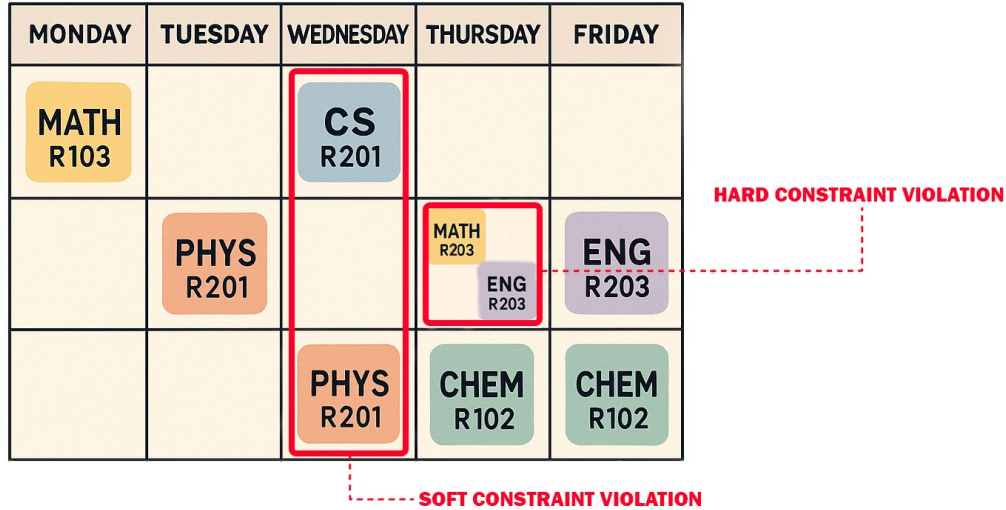 MONDAY
TUESDAY
WEDNESDAY
THURSDAY
FRIDAY
MATH
R103
CS
R201
HARD CONSTRAINT VIOLATION
PHYS
R201
MATH
R203
ENG
R203
ENG
R203
PHYS
R201
CHEM
R102
CHEM
R102
SOFT CONSTRAINT VIOLATION